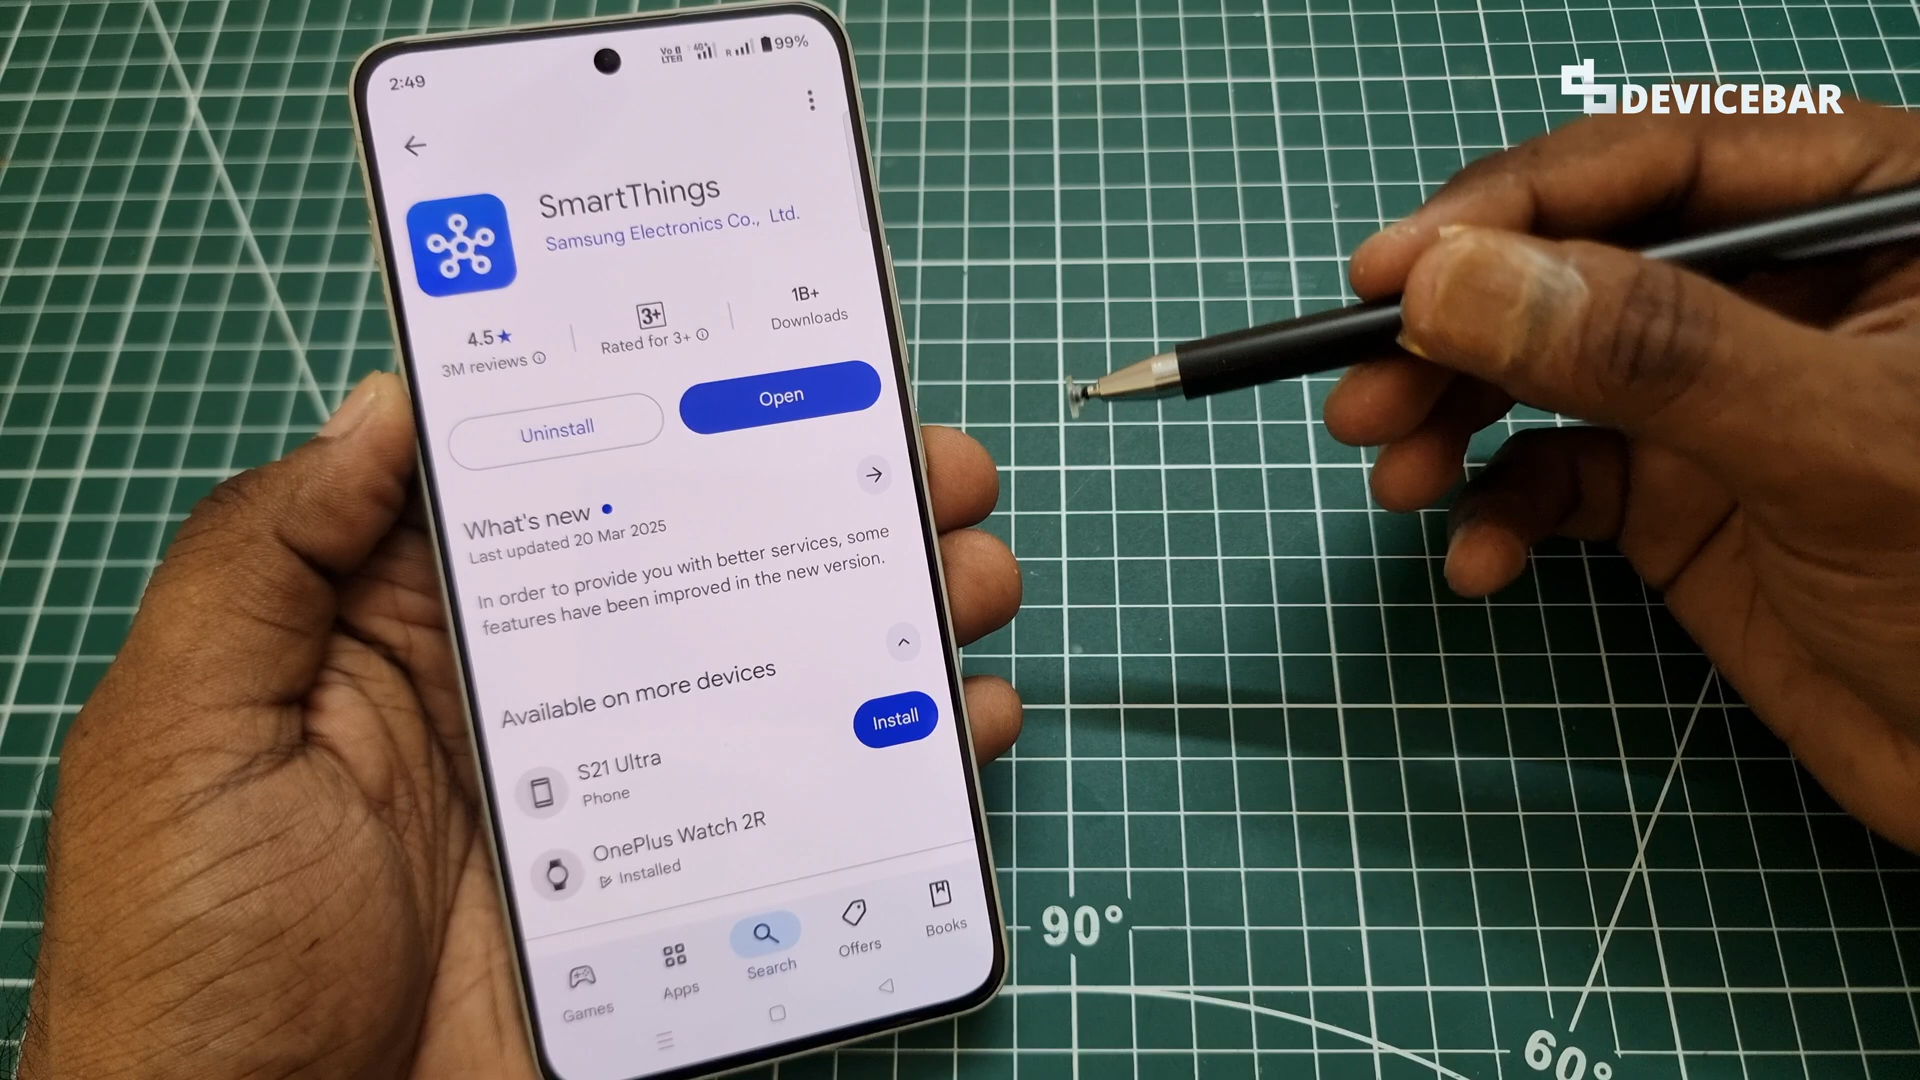 2:49
Vo LTE 4G+ R 99%
DEVICEBAR
SmartThings
Samsung Electronics Co., Ltd.
4.5★
3M reviews
3+
Rated for 3+
1B+
Downloads
Uninstall
Open
What's new
Last updated 20 Mar 2025
In order to provide you with better services, some
features have been improved in the new version.
Available on more devices
Install
S21 Ultra
Phone
OnePlus Watch 2R
Installed
Games
Apps
Search
Offers
Books
90°
60°